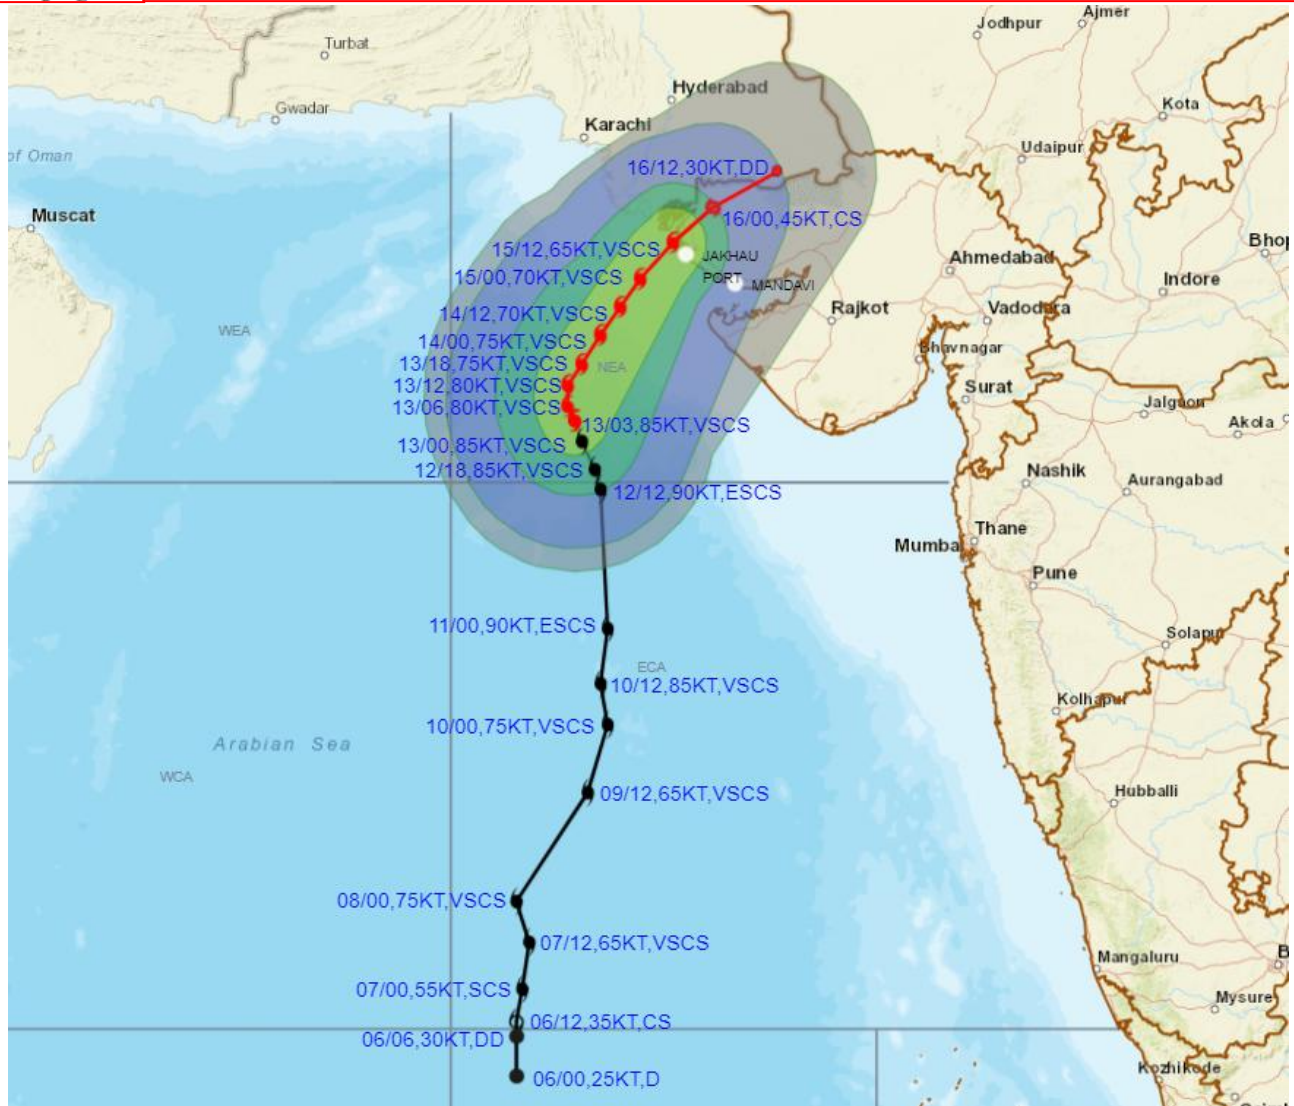 Ajmer
Jodhpur
Turbat
Hyderabad
Gwadar
Kota
Karachi
Udaipur
of Oman
16/12,30KT,DD
Muscat
16/00,45KT,CS
15/12,65KT,VSCS
JAKHAU
PORT
Ahmedabad
15/00,70KT,VSCS
MANDAVI
Indore
14/12,70KT,VSCS
Rajkot
Vadodara
WEA
14/00,75KT,VSCS
Bhavnagar
13/18,75KT,VSCS
NEA
13/12,80KT,VSCS
Surat
13/06,80KT,VSCS
Jalgaon
13/03,85KT,VSCS
Akola
13/00,85KT,VSCS
12/18,85KT,VSCS
Nashik
Aurangabad
12/12,90KT,ESCS
Thane
Mumbai
Pune
11/00,90KT,ESCS
Solapur
ECA
10/12,85KT,VSCS
Kolhapur
10/00,75KT,VSCS
Arabian Sea
WCA
09/12,65KT,VSCS
Hubballi
08/00,75KT,VSCS
07/12,65KT,VSCS
Mangaluru
07/00,55KT,SCS
Mysure
06/12,35KT,CS
06/06,30KT,DD
Kozhikode
06/00,25KT,D